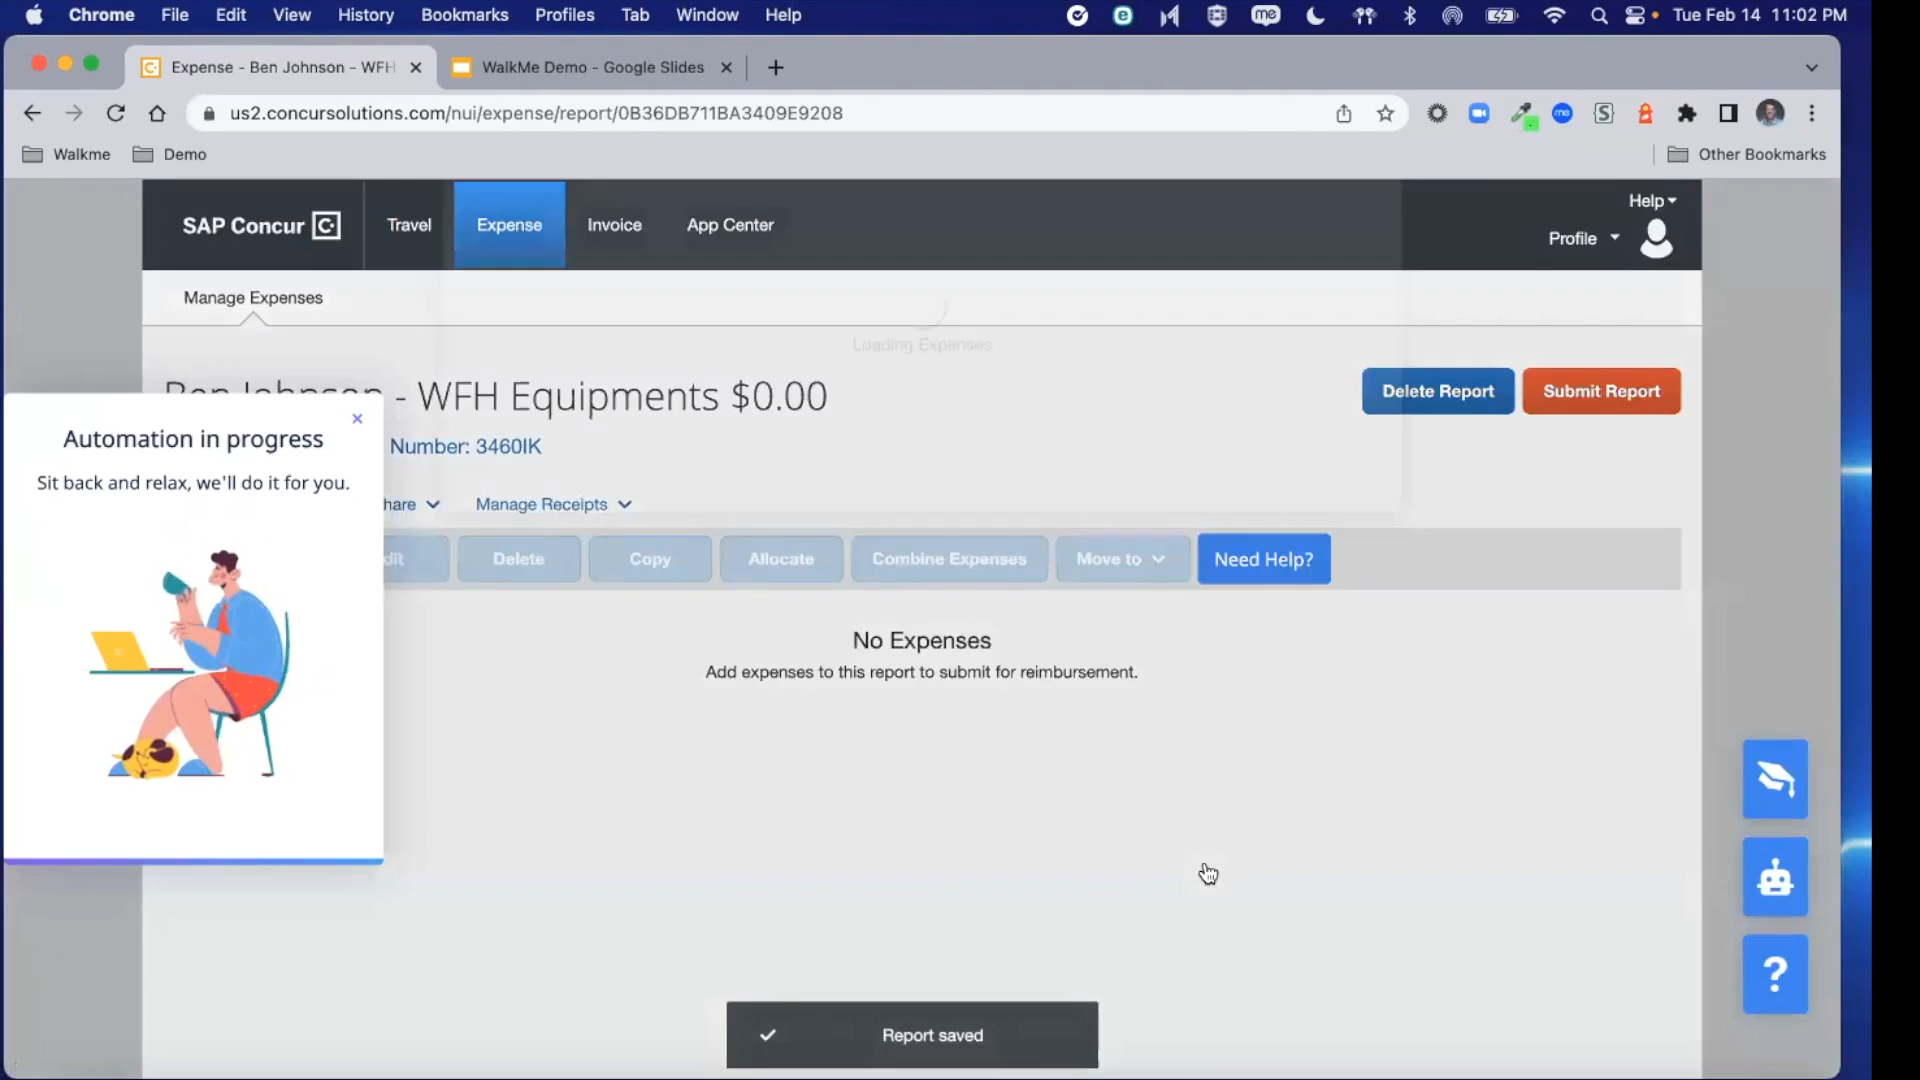 Chrome File Edit View History Bookmarks Profiles Tab Window Help
me Tue Feb 14 11:02 PM
Expense - Ben Johnson - WFH
WalkMe Demo - Google Slides
us2.concursolutions.com/nui/expense/report/0B36DB711BA3409E9208
Walkme Demo Other Bookmarks
SAP Concur Travel Expense Invoice App Center
Help
Profile
Manage Expenses
Loading Expenses
Ben Johnson - WFH Equipments $0.00
Delete Report Submit Report
Number: 3460IK
hare Manage Receipts
dit Delete Copy Allocate Combine Expenses Move to Need Help?
No Expenses
Add expenses to this report to submit for reimbursement.
Automation in progress
Sit back and relax, we'll do it for you.
?
Report saved